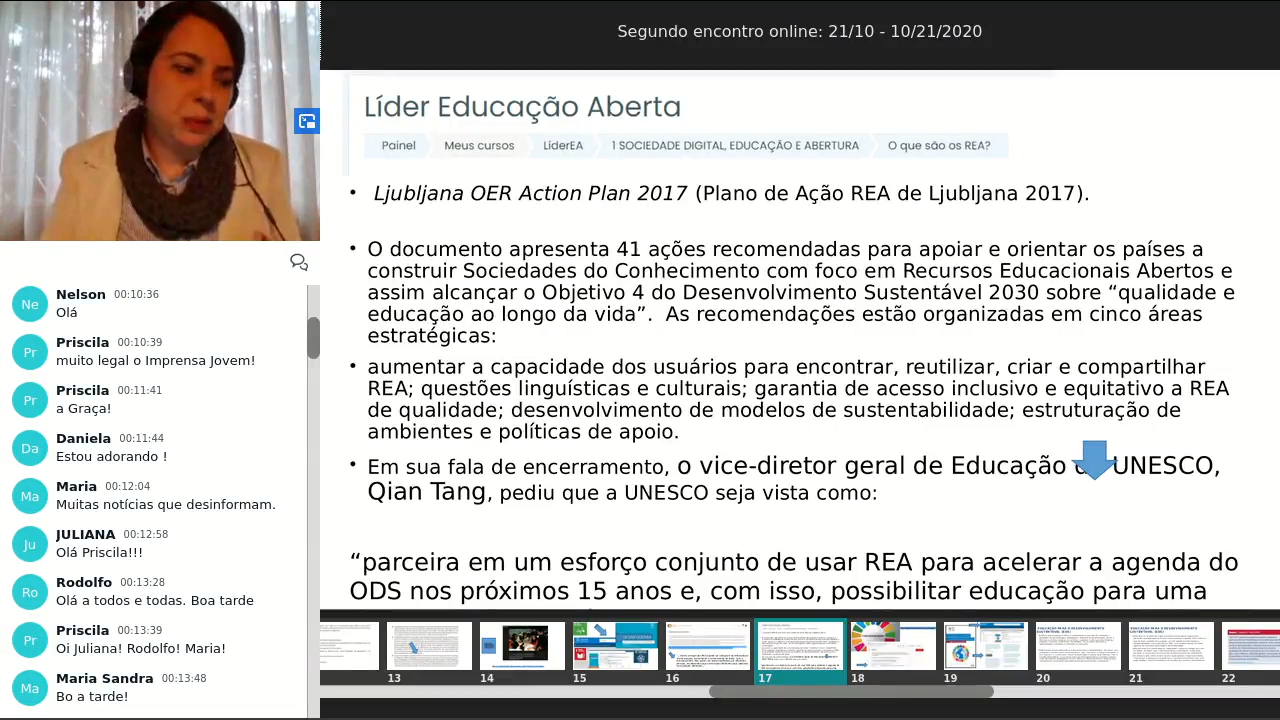 Segundo encontro online: 21/10 - 10/21/2020
Líder Educação Aberta
Painel
Meus cursos
LíderEA
1 SOCIEDADE DIGITAL, EDUCAÇÃO E ABERTURA
O que são os REA?
• Ljubljana OER Action Plan 2017 (Plano de Ação REA de Ljubljana 2017).
• O documento apresenta 41 ações recomendadas para apoiar e orientar os países a
construir Sociedades do Conhecimento com foco em Recursos Educacionais Abertos e
assim alcançar o Objetivo 4 do Desenvolvimento Sustentável 2030 sobre “qualidade e
educação ao longo da vida”. As recomendações estão organizadas em cinco áreas
estratégicas:
• aumentar a capacidade dos usuários para encontrar, reutilizar, criar e compartilhar
REA; questões linguísticas e culturais; garantia de acesso inclusivo e equitativo a REA
de qualidade; desenvolvimento de modelos de sustentabilidade; estruturação de
ambientes e políticas de apoio.
• Em sua fala de encerramento, o vice-diretor geral de Educação UNESCO,
Qian Tang, pediu que a UNESCO seja vista como:
“parceira em um esforço conjunto de usar REA para acelerar a agenda do
ODS nos próximos 15 anos e, com isso, possibilitar educação para uma
Ne
Nelson 00:10:36
Olá
Pr
Priscila 00:10:39
muito legal o Imprensa Jovem!
Pr
Priscila 00:11:41
a Graça!
Da
Daniela 00:11:44
Estou adorando !
Ma
Maria 00:12:04
Muitas notícias que desinformam.
Ju
JULIANA 00:12:58
Olá Priscila!!!
Ro
Rodolfo 00:13:28
Olá a todos e todas. Boa tarde
Pr
Priscila 00:13:39
Oi Juliana! Rodolfo! Maria!
Ma
Maria Sandra 00:13:48
Bo a tarde!
13
14
15
16
17
18
19
20
21
22